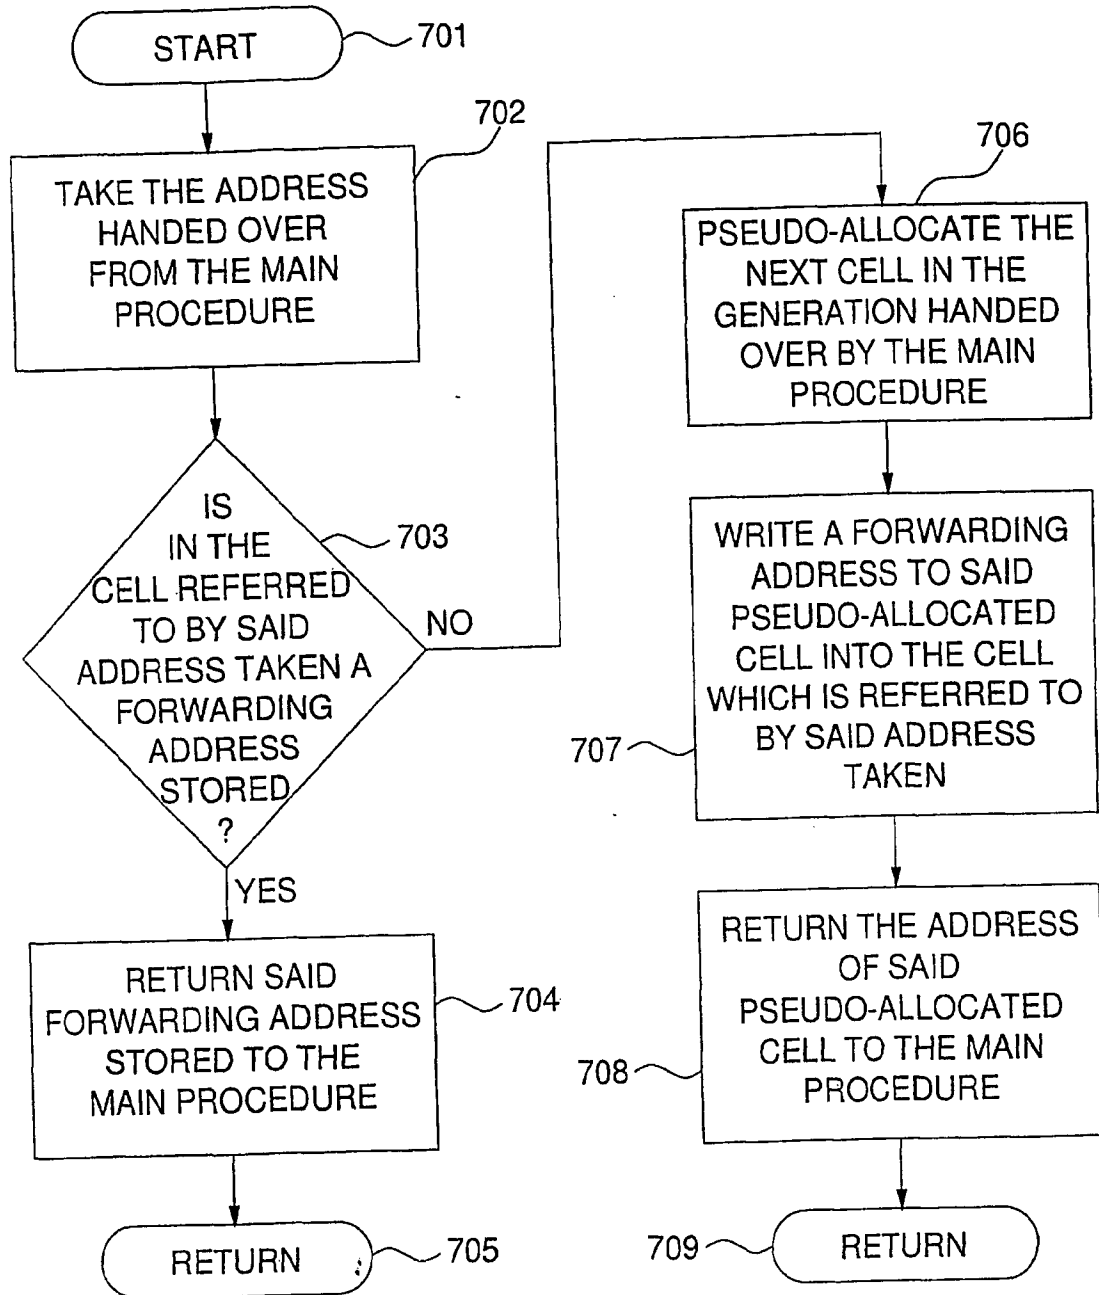 START
701
702
TAKE THE ADDRESS
HANDED OVER
FROM THE MAIN
PROCEDURE
IS
IN THE
CELL REFERRED
TO BY SAID
ADDRESS TAKEN A
FORWARDING
ADDRESS
STORED
?
703
NO
YES
RETURN SAID
FORWARDING ADDRESS
STORED TO THE
MAIN PROCEDURE
704
RETURN
705
706
PSEUDO-ALLOCATE THE
NEXT CELL IN THE
GENERATION HANDED
OVER BY THE MAIN
PROCEDURE
WRITE A FORWARDING
ADDRESS TO SAID
PSEUDO-ALLOCATED
CELL INTO THE CELL
WHICH IS REFERRED TO
BY SAID ADDRESS
TAKEN
707
RETURN THE ADDRESS
OF SAID
PSEUDO-ALLOCATED
CELL TO THE MAIN
PROCEDURE
708
RETURN
709